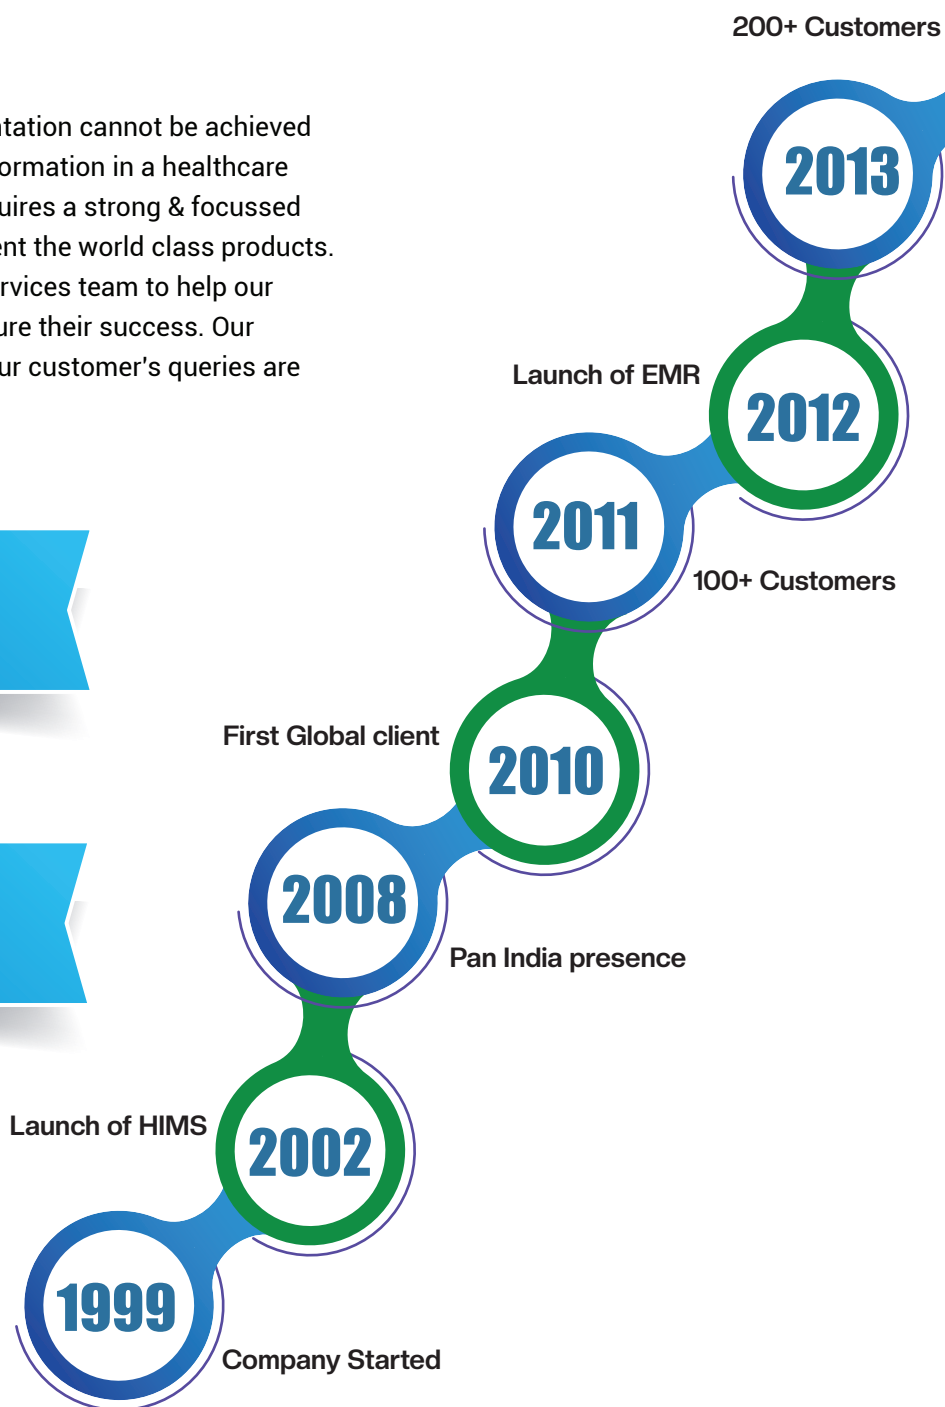 200+ Customers
tation cannot be achieved
ormation in a healthcare
uires a strong & focussed
ent the world class products.
rvices team to help our
ure their success. Our
ur customer's queries are
2013
Launch of EMR
2012
2011
100+ Customers
First Global client
2010
2008
Pan India presence
Launch of HIMS
2002
1999
Company Started